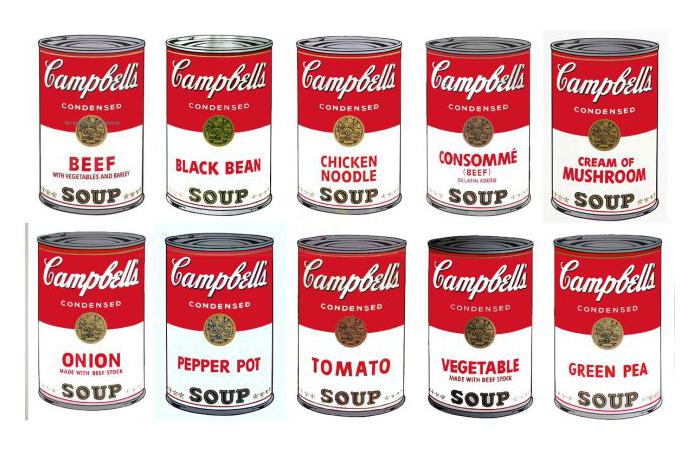 Campbell's
CONDENSED
BEEF
WITH VEGETABLES AND BARLEY
SOUP
Campbell's
CONDENSED
BLACK BEAN
SOUP
Campbell's
CONDENSED
CHICKEN
NOODLE
SOUP
Campbell's
CONDENSED
CONSOMMÉ
(BEEF)
GELATIN ADDED
SOUP
Campbell's
CONDENSED
CREAM OF
MUSHROOM
SOUP
Campbell's
CONDENSED
ONION
MADE WITH BEEF STOCK
SOUP
Campbell's
CONDENSED
PEPPER POT
SOUP
Campbell's
CONDENSED
TOMATO
SOUP
Campbell's
CONDENSED
VEGETABLE
MADE WITH BEEF STOCK
SOUP
Campbell's
CONDENSED
GREEN PEA
SOUP